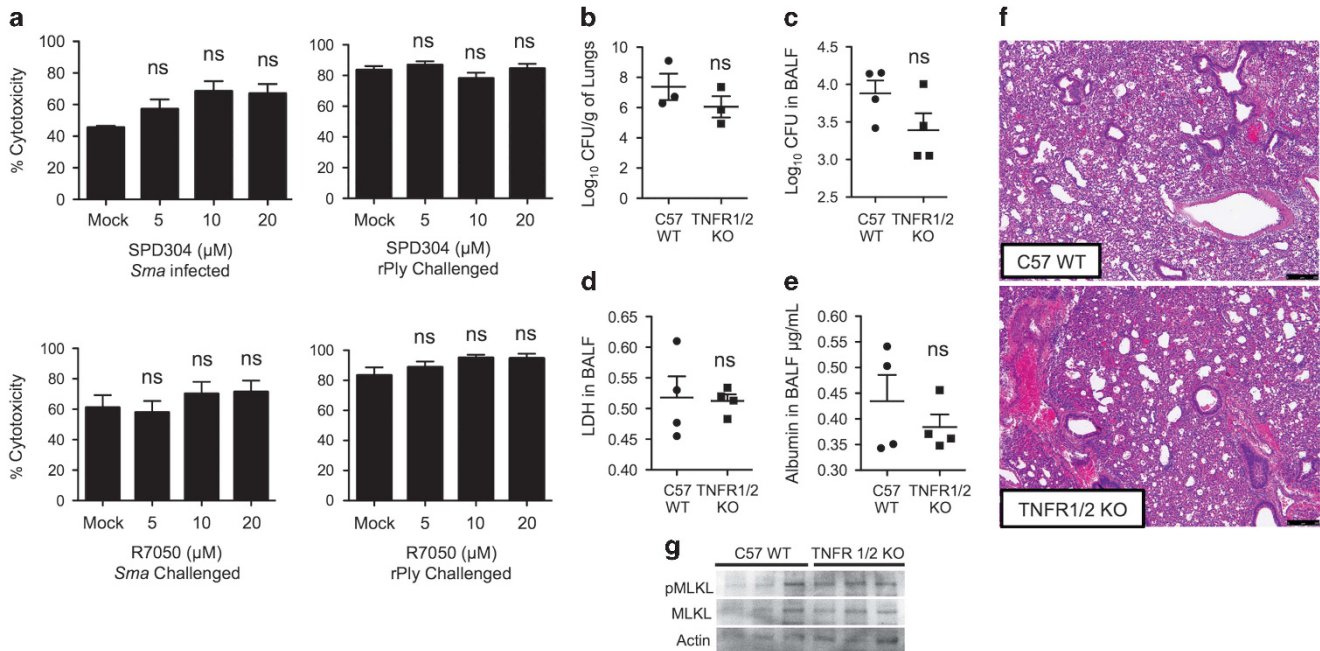 a
% Cytotoxicity
100
80
60
40
20
0
ns
ns
ns
Mock 5 10 20
SPD304 (µM)
Sma infected
100
80
60
40
20
0
ns
ns
ns
Mock 5 10 20
SPD304 (µM)
rPly Challenged
% Cytotoxicity
100
80
60
40
20
0
ns
ns
ns
Mock 5 10 20
R7050 (µM)
Sma Challenged
100
80
60
40
20
0
ns
ns
ns
Mock 5 10 20
R7050 (µM)
rPly Challenged
b
Log10 CFU/g of Lungs
10
8
6
4
2
0
ns
C57 TNFR1/2
WT KO
c
Log10 CFU in BALF
4.5
4.0
3.5
3.0
2.5
ns
C57 TNFR1/2
WT KO
d
LDH in BALF
0.65
0.60
0.55
0.50
0.45
0.40
ns
C57 TNFR1/2
WT KO
e
Albumin in BALF µg/mL
0.60
0.55
0.50
0.45
0.40
0.35
0.30
ns
C57 TNFR1/2
WT KO
f
C57 WT
TNFR1/2 KO
g
C57 WT TNFR 1/2 KO
pMLKL
MLKL
Actin